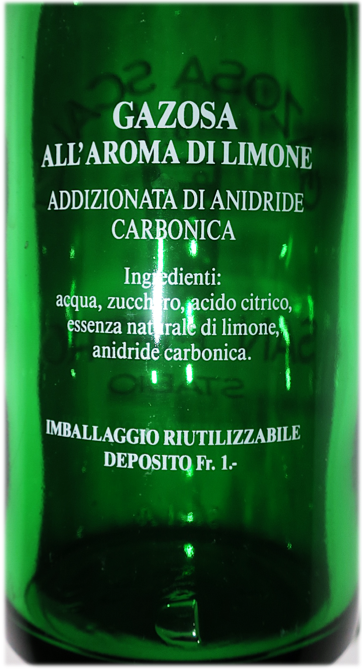 GAZOSA
ALL'AROMA DI LIMONE
ADDIZIONATA DI ANIDRIDE
CARBONICA
Ingredienti:
acqua, zucchero, acido citrico,
essenza naturale di limone,
anidride carbonica.
IMBALLAGGIO RIUTILIZZABILE
DEPOSITO Fr. 1.-